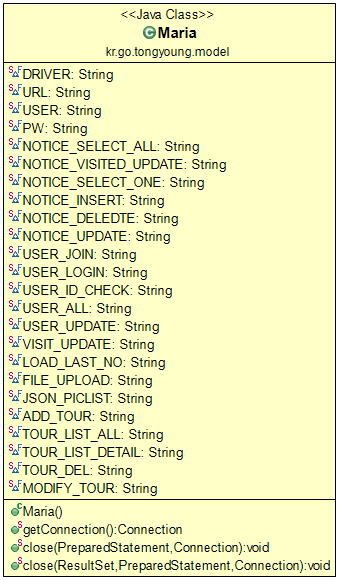 <<Java Class>>
Maria
kr.go.tongyoung.model
DRIVER: String
URL: String
USER: String
PW: String
NOTICE_SELECT_ALL: String
NOTICE_VISITED_UPDATE: String
NOTICE_SELECT_ONE: String
NOTICE_INSERT: String
NOTICE_DELEDTE: String
NOTICE_UPDATE: String
USER_JOIN: String
USER_LOGIN: String
USER_ID_CHECK: String
USER_ALL: String
USER_UPDATE: String
VISIT_UPDATE: String
LOAD_LAST_NO: String
FILE_UPLOAD: String
JSON_PICLIST: String
ADD_TOUR: String
TOUR_LIST_ALL: String
TOUR_LIST_DETAIL: String
TOUR_DEL: String
MODIFY_TOUR: String
Maria()
getConnection():Connection
close(PreparedStatement,Connection):void
close(ResultSet,PreparedStatement,Connection):void